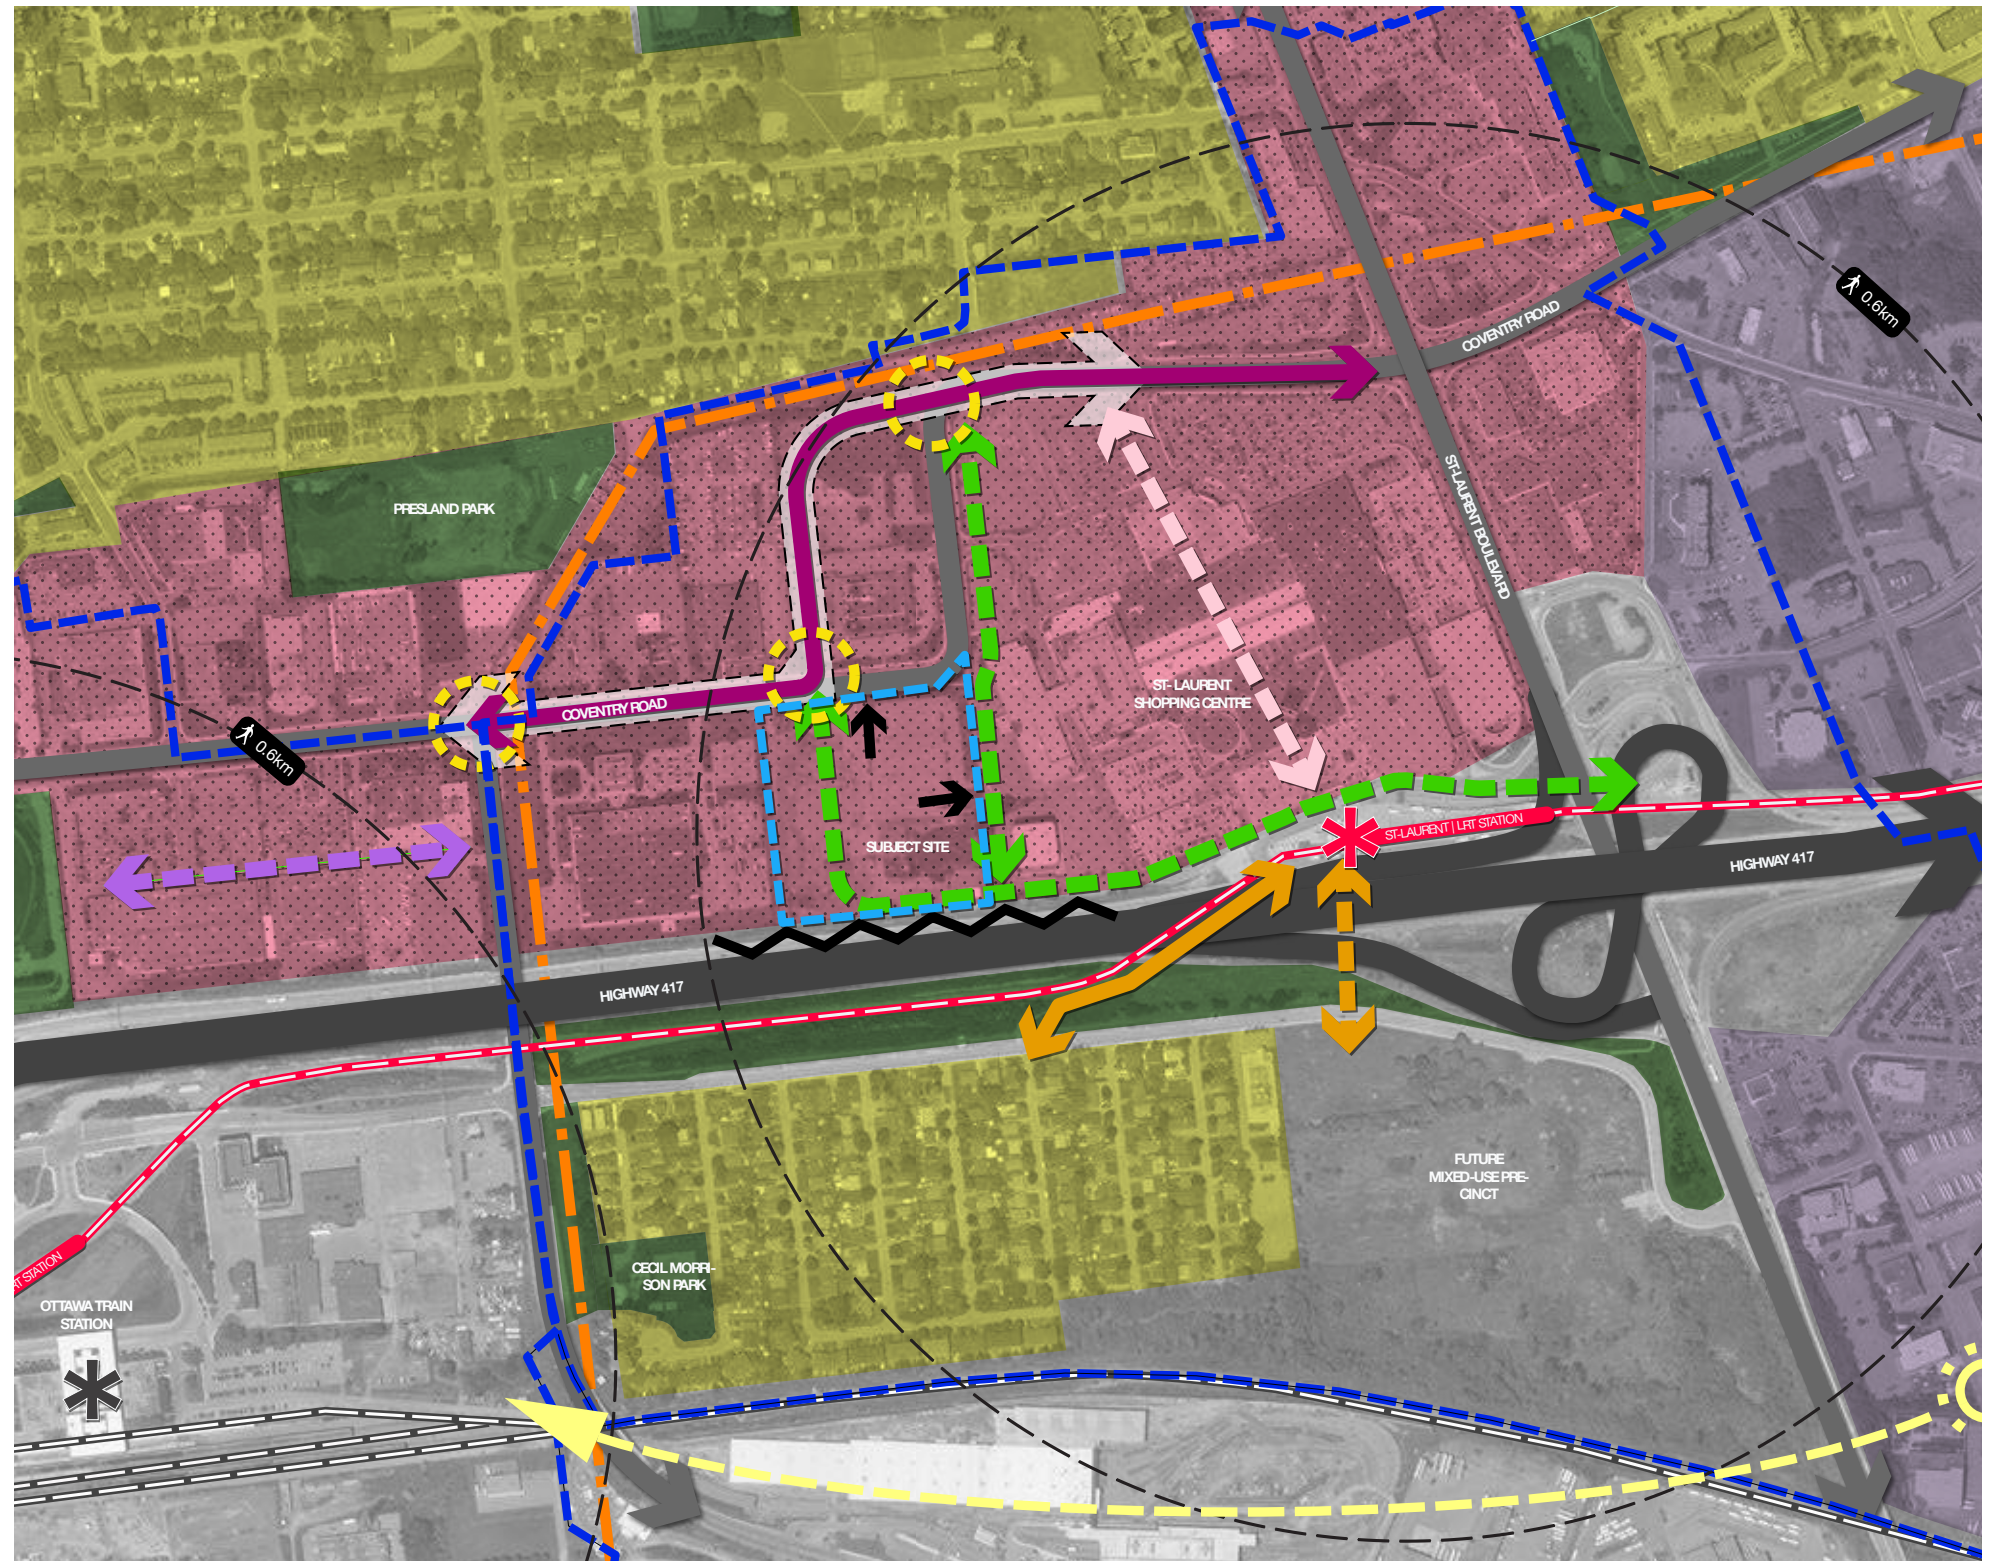 0.6km
COVENTRY ROAD
PRESLAND PARK
ST-LAURENT BOULEVARD
ST- LAURENT
SHOPPING CENTRE
COVENTRY ROAD
0.6km
SUBJECT SITE
ST-LAURENT | LRT STATION
HIGHWAY 417
HIGHWAY 417
FUTURE
MIXED-USE PRE-
CINCT
CECIL MORRI-
SON PARK
STATION
OTTAWA TRAIN
STATION